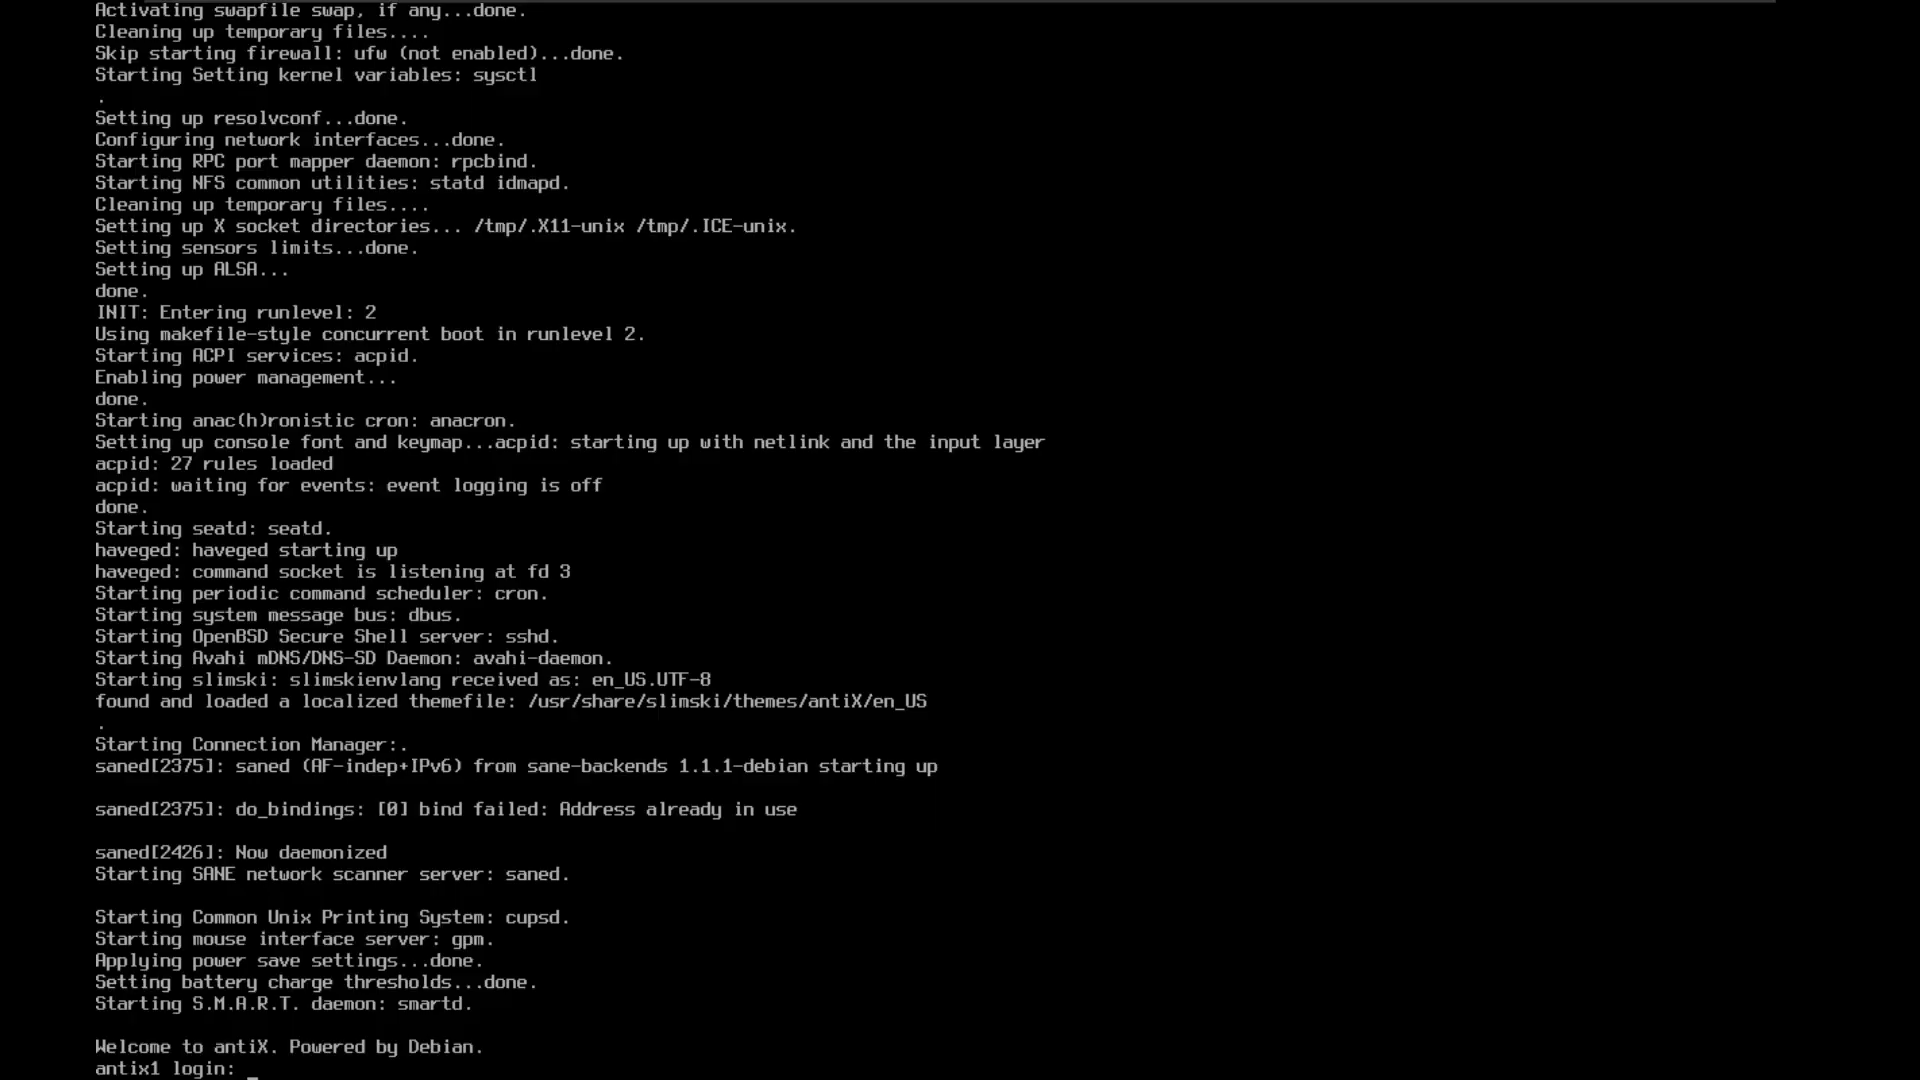 Activating swapfile swap, if any...done.
Cleaning up temporary files....
Skip starting firewall: ufw (not enabled)...done.
Starting Setting kernel variables: sysctl
.
Setting up resolvconf...done.
Configuring network interfaces...done.
Starting RPC port mapper daemon: rpcbind.
Starting NFS common utilities: statd idmapd.
Cleaning up temporary files....
Setting up X socket directories... /tmp/.X11-unix /tmp/.ICE-unix.
Setting sensors limits...done.
Setting up ALSA...
done.
INIT: Entering runlevel: 2
Using makefile-style concurrent boot in runlevel 2.
Starting ACPI services: acpid.
Enabling power management...
done.
Starting anac(h)ronistic cron: anacron.
Setting up console font and keymap...acpid: starting up with netlink and the input layer
acpid: 27 rules loaded
acpid: waiting for events: event logging is off
done.
Starting seatd: seatd.
haveged: haveged starting up
haveged: command socket is listening at fd 3
Starting periodic command scheduler: cron.
Starting system message bus: dbus.
Starting OpenBSD Secure Shell server: sshd.
Starting Avahi mDNS/DNS-SD Daemon: avahi-daemon.
Starting slimski: slimskienvlang received as: en_US.UTF-8
found and loaded a localized themefile: /usr/share/slimski/themes/antiX/en_US
.
Starting Connection Manager:.
saned[2375]: saned (AF-indep+IPv6) from sane-backends 1.1.1-debian starting up
saned[2375]: do_bindings: [0] bind failed: Address already in use
saned[2426]: Now daemonized
Starting SANE network scanner server: saned.
Starting Common Unix Printing System: cupsd.
Starting mouse interface server: gpm.
Applying power save settings...done.
Setting battery charge thresholds...done.
Starting S.M.A.R.T. daemon: smartd.
Welcome to antiX. Powered by Debian.
antix1 login: _